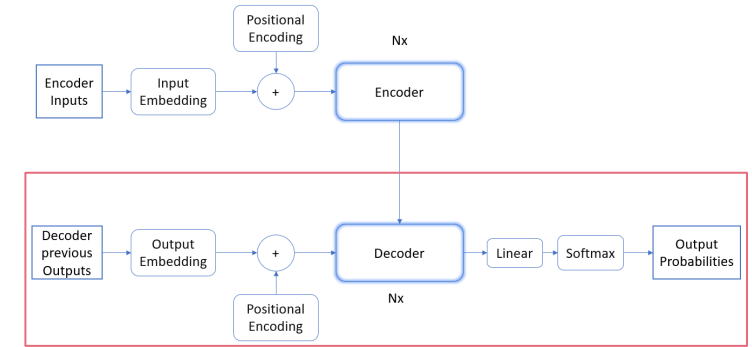 Positional
Encoding
Nx
Encoder
Inputs
Input
Embedding
+
Encoder
Decoder
previous
Outputs
Output
Embedding
+
Decoder
Linear
Softmax
Output
Probabilities
Positional
Encoding
Nx